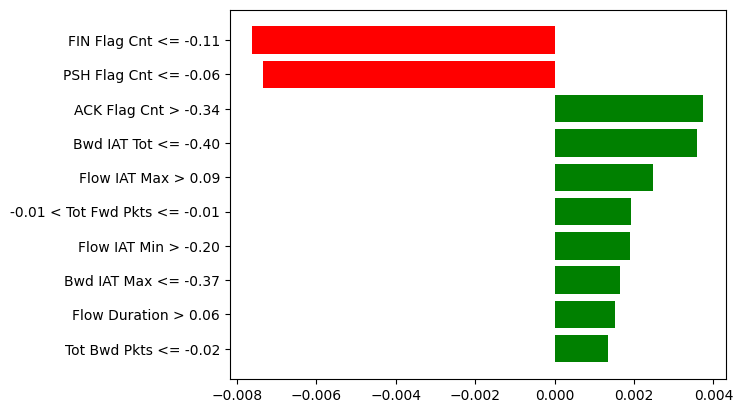 FIN Flag Cnt <= -0.11
PSH Flag Cnt <= -0.06
ACK Flag Cnt > -0.34
Bwd IAT Tot <= -0.40
Flow IAT Max > 0.09
-0.01 < Tot Fwd Pkts <= -0.01
Flow IAT Min > -0.20
Bwd IAT Max <= -0.37
Flow Duration > 0.06
Tot Bwd Pkts <= -0.02
−0.008 −0.006 −0.004 −0.002 0.000 0.002 0.004